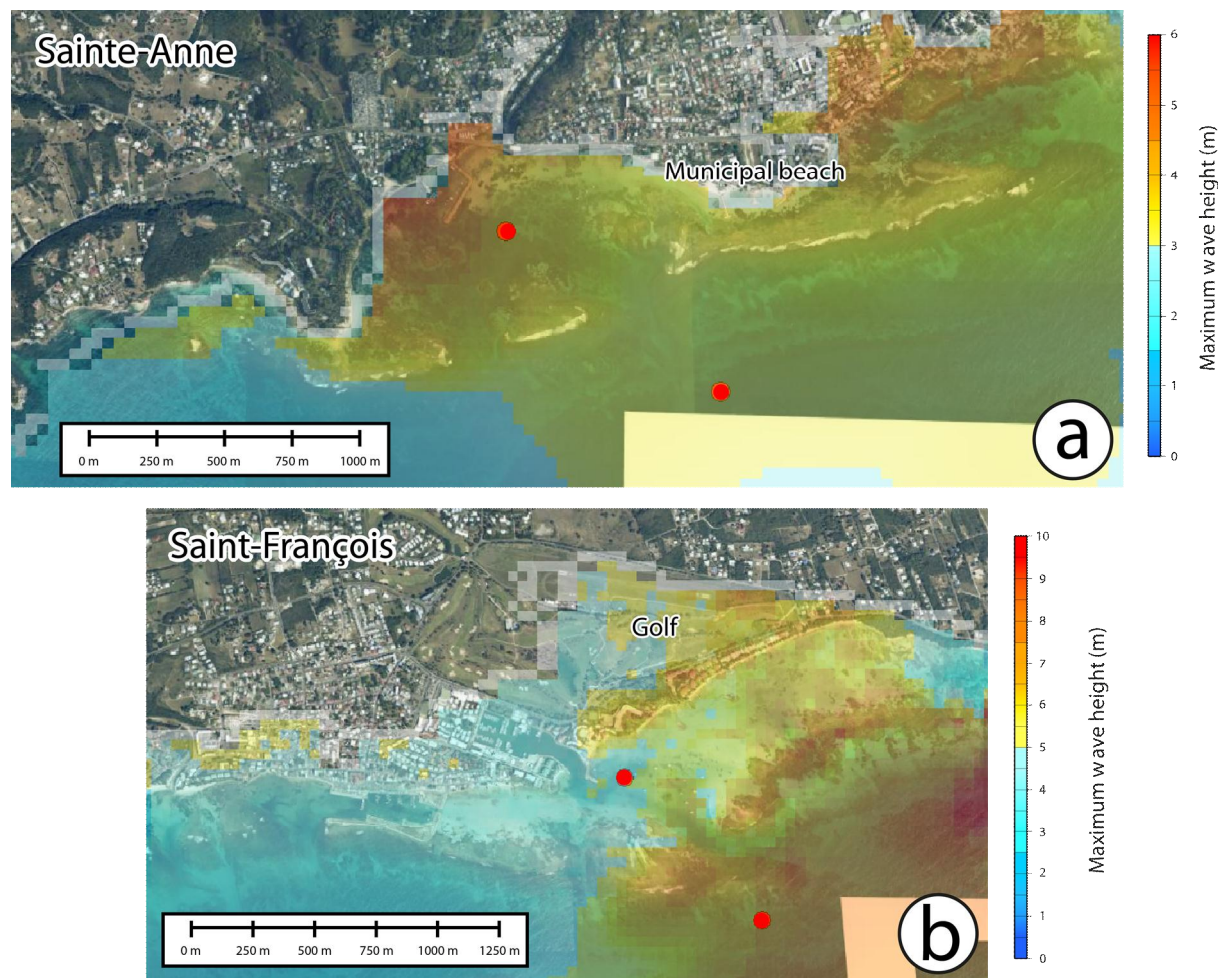 Sainte-Anne
Municipal beach
0 m 250 m 500 m 750 m 1000 m
a
6
5
4
3
2
1
0
Maximum wave height (m)
Saint-François
Golf
0 m 250 m 500 m 750 m 1000 m 1250 m
b
10
9
8
7
6
5
4
3
2
1
0
Maximum wave height (m)